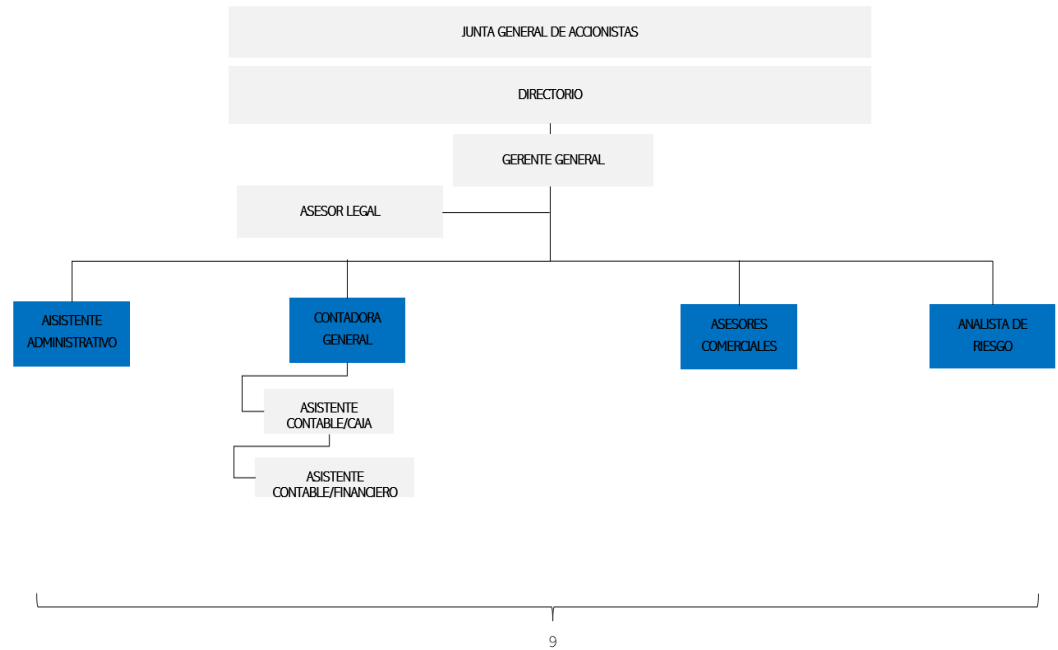 JUNTA GENERAL DE ACCIONISTAS
DIRECTORIO
GERENTE GENERAL
ASESOR LEGAL
AISISTENTE
ADMINISTRATIVO
CONTADORA
GENERAL
ASESORES
COMERCIALES
ANALISTA DE
RIESGO
ASISTENTE
CONTABLE/CAJA
ASISTENTE
CONTABLE/FINANCIERO
9